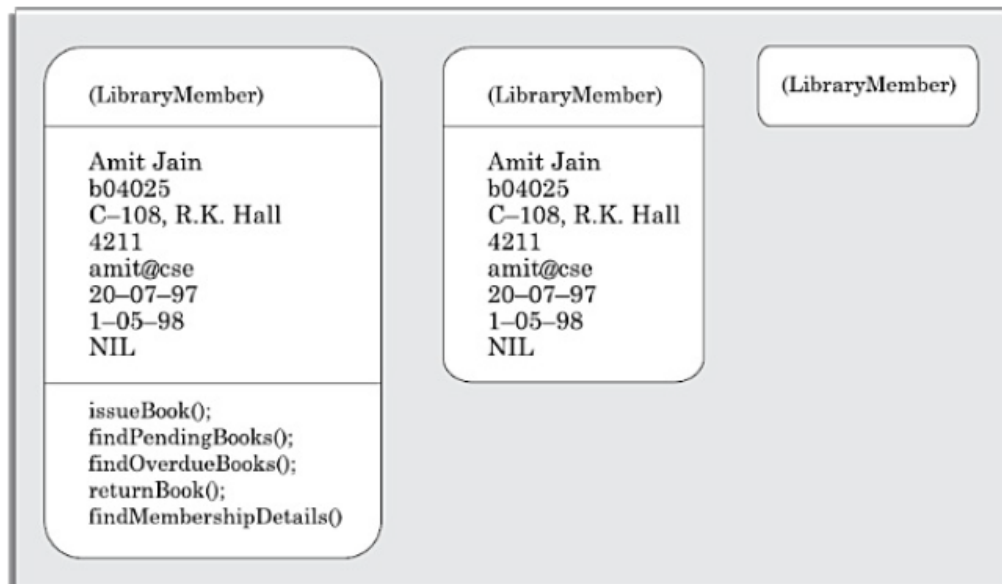 (LibraryMember)
Amit Jain
b04025
C–108, R.K. Hall
4211
amit@cse
20–07–97
1–05–98
NIL
issueBook();
findPendingBooks();
findOverdueBooks();
returnBook();
findMembershipDetails()
(LibraryMember)
Amit Jain
b04025
C–108, R.K. Hall
4211
amit@cse
20–07–97
1–05–98
NIL
(LibraryMember)